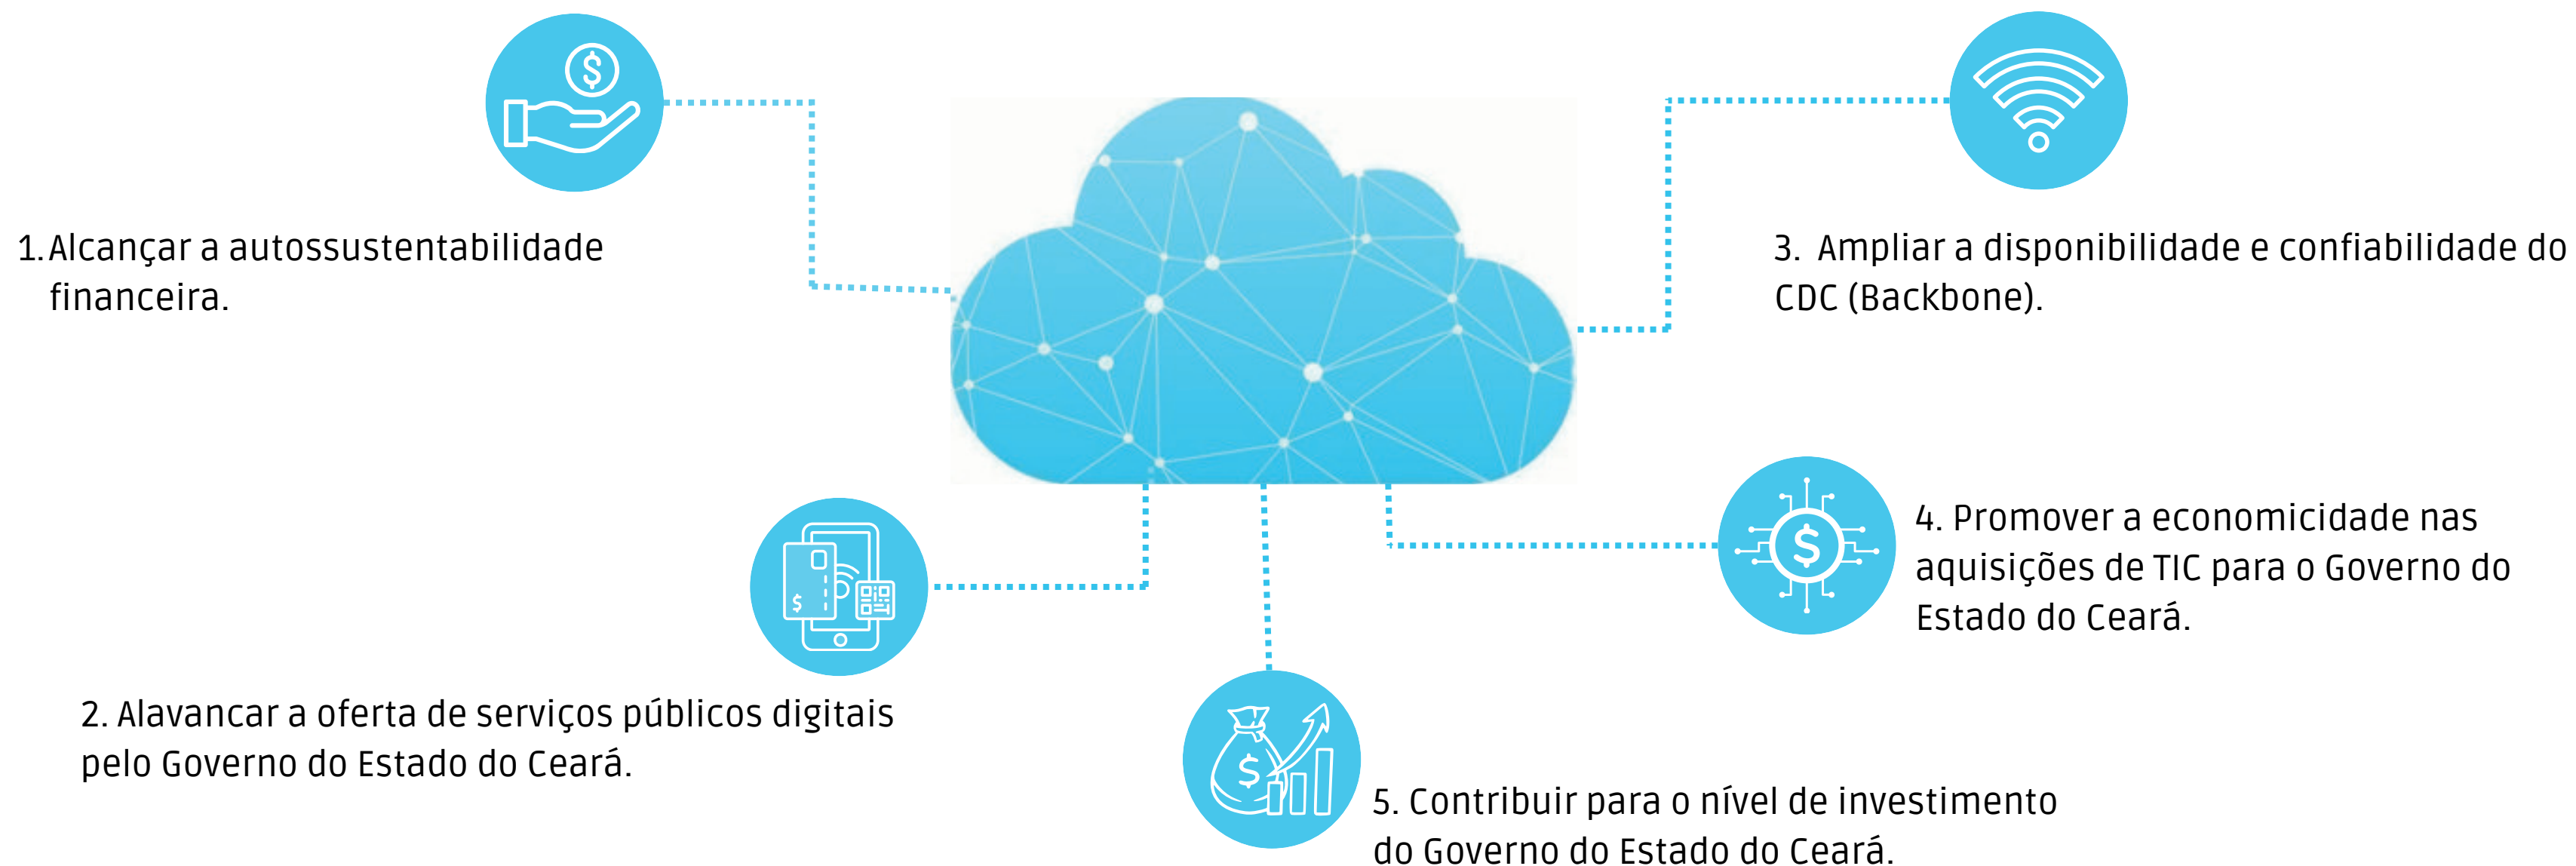 1. Alcançar a autossustentabilidade
financeira.
2. Alavancar a oferta de serviços públicos digitais
pelo Governo do Estado do Ceará.
3. Ampliar a disponibilidade e confiabilidade do
CDC (Backbone).
4. Promover a economicidade nas
aquisições de TIC para o Governo do
Estado do Ceará.
5. Contribuir para o nível de investimento
do Governo do Estado do Ceará.